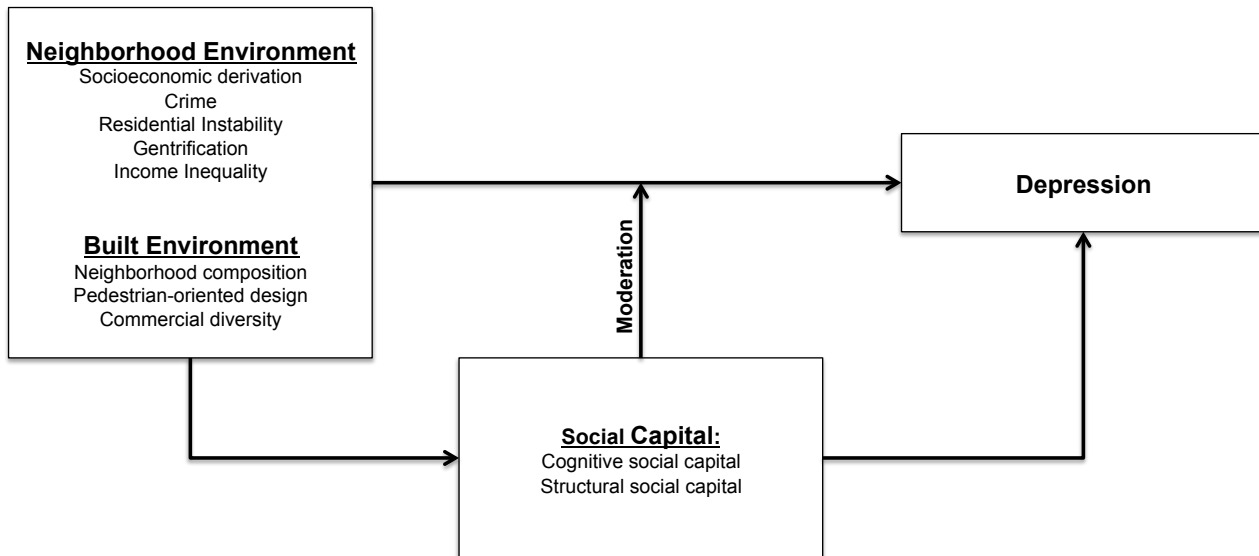 Neighborhood Environment
Socioeconomic derivation
Crime
Residential Instability
Gentrification
Income Inequality
Built Environment
Neighborhood composition
Pedestrian-oriented design
Commercial diversity
Depression
Moderation
Social Capital:
Cognitive social capital
Structural social capital